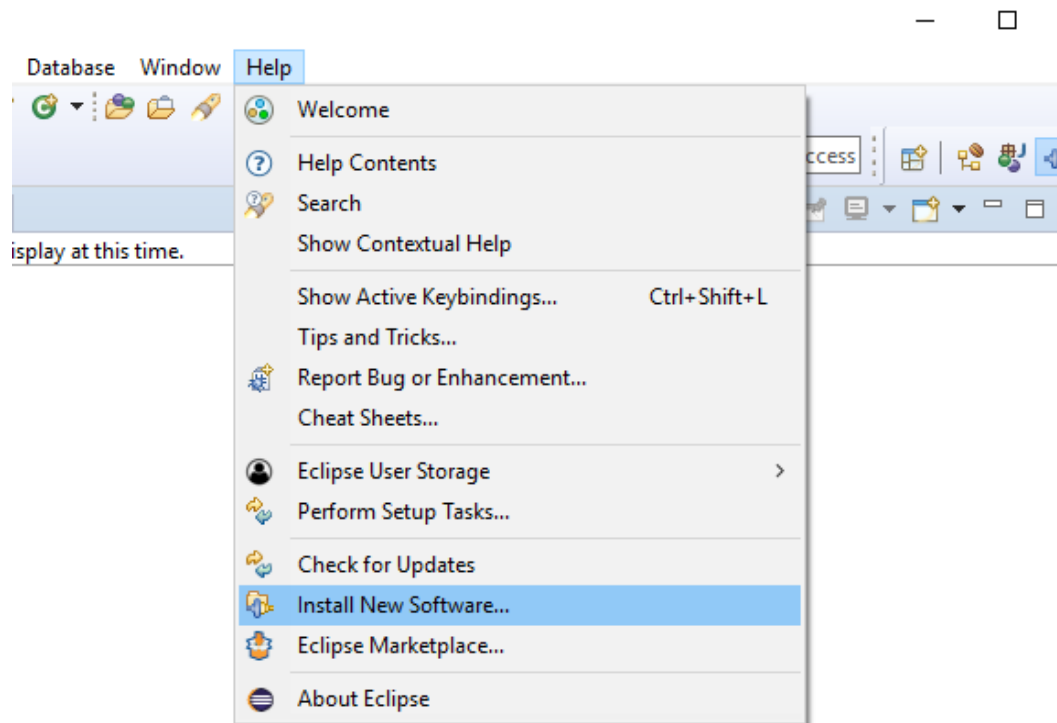 Database Window Help
Welcome
Help Contents
ccess
Search
Show Contextual Help
isplay at this time.
Show Active Keybindings... Ctrl+Shift+L
Tips and Tricks...
Report Bug or Enhancement...
Cheat Sheets...
Eclipse User Storage
Perform Setup Tasks...
Check for Updates
Install New Software...
Eclipse Marketplace...
About Eclipse